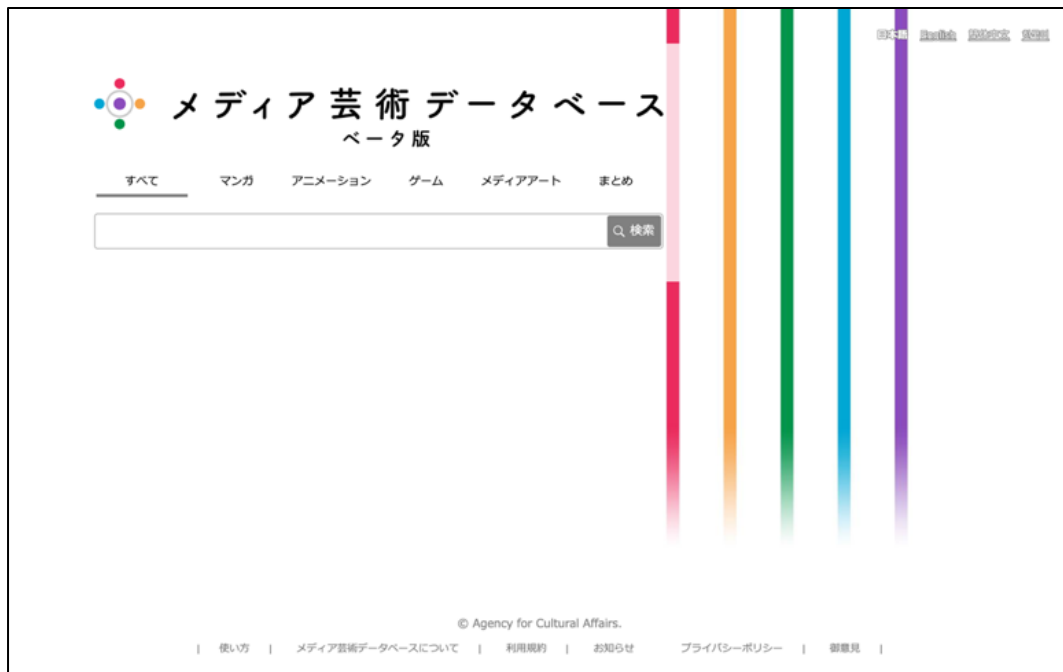 日本語 English 简体中文 한국어
メディア芸術データベース
ベータ版
すべて マンガ アニメーション ゲーム メディアアート まとめ
検索
© Agency for Cultural Affairs.
| 使い方 | メディア芸術データベースについて | 利用規約 | お知らせ プライバシーポリシー | 御意見 |